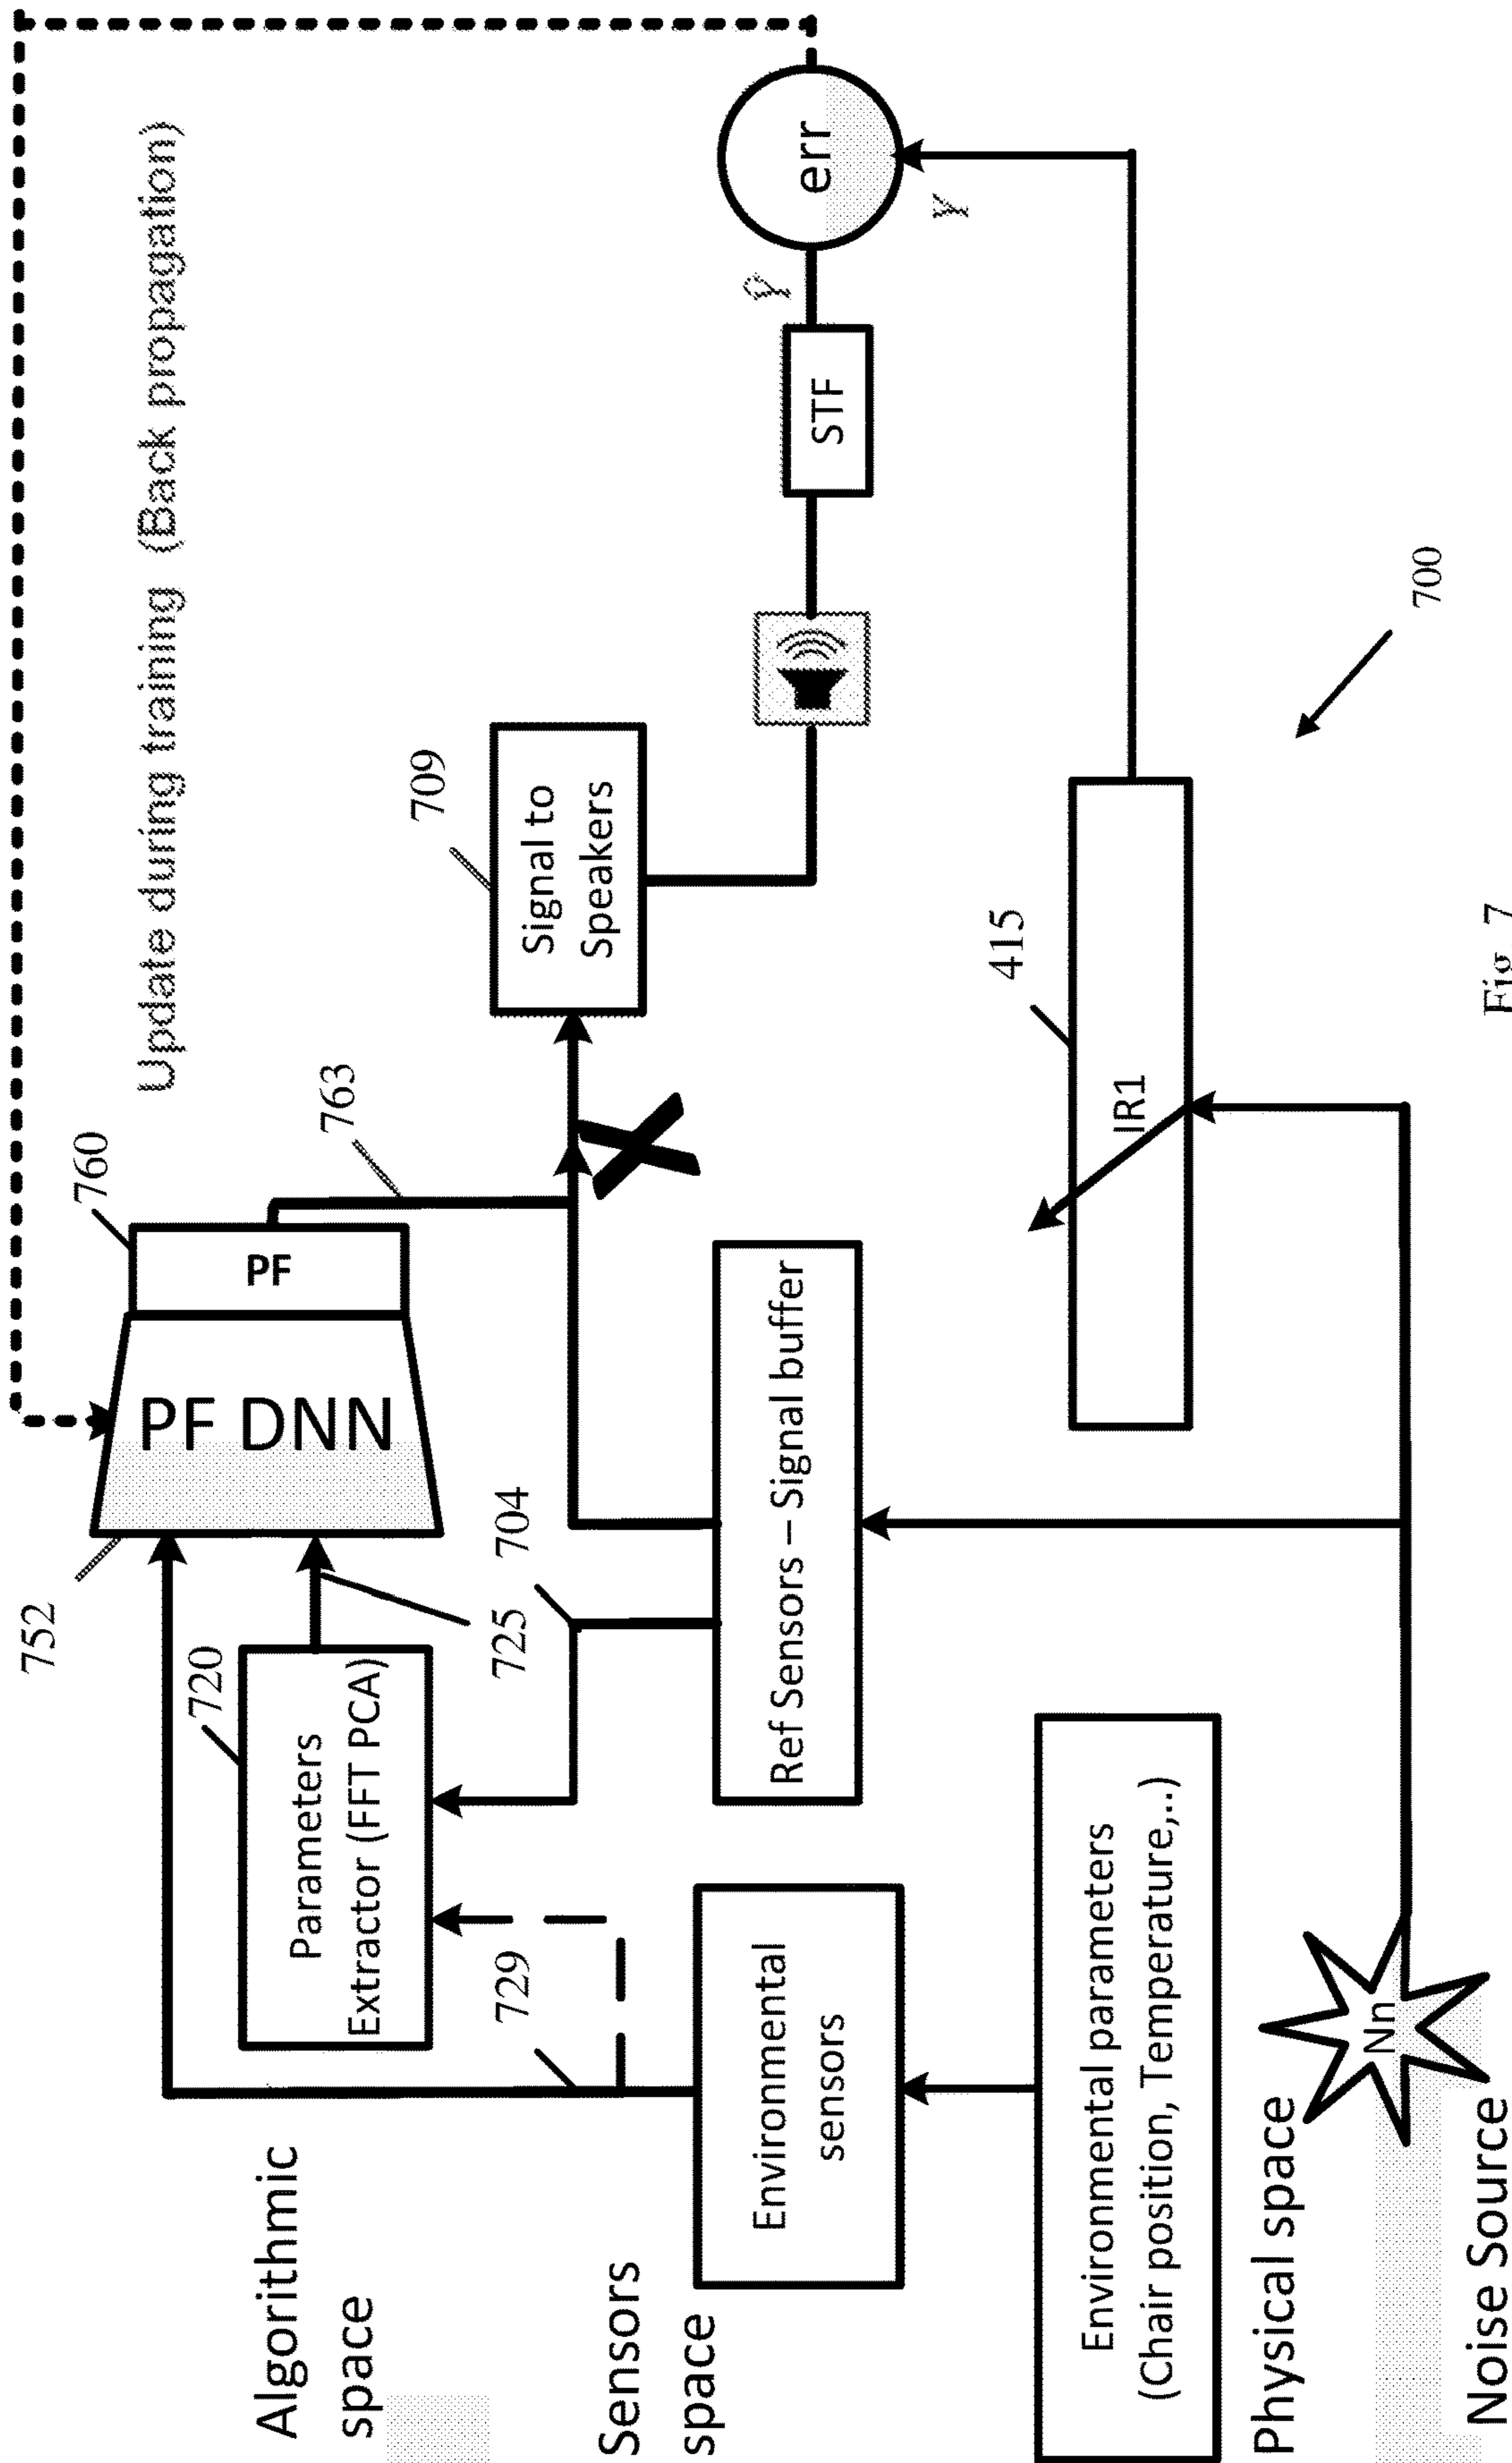 Update during training (Back propagation)
752
760
763
PF DNN
PF
720
Parameters
Extractor (FFT PCA)
725
704
709
Signal to
Speakers
Algorithmic
space
729
Sensors
space
Environmental
sensors
Ref Sensors – Signal buffer
STF
Ŷ
err
Y
415
IR1
Environmental parameters
(Chair position, Temperature,..)
Physical space
Nn
Noise Source
700
Fig. 7